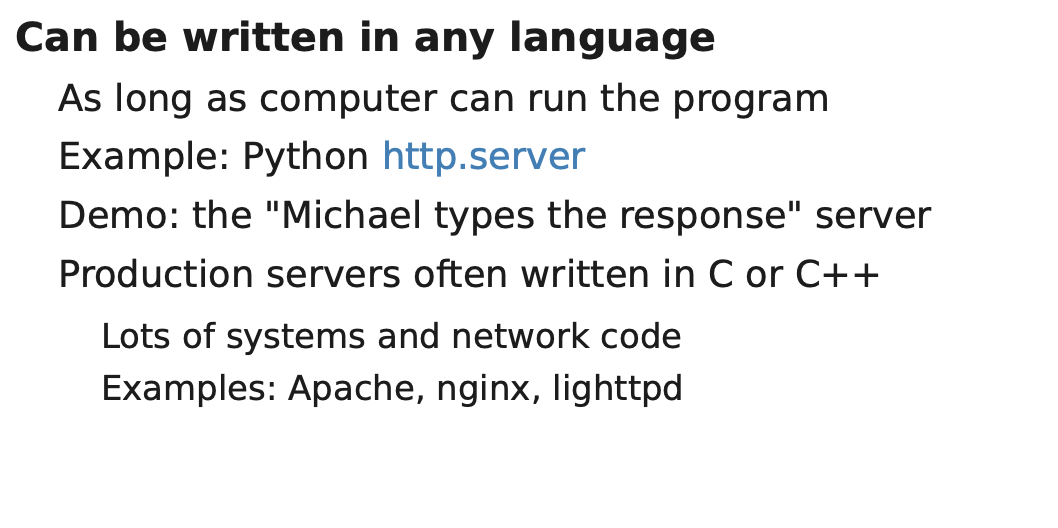 Can be written in any language
As long as computer can run the program
Example: Python http.server
Demo: the "Michael types the response" server
Production servers often written in C or C++
Lots of systems and network code
Examples: Apache, nginx, lighttpd